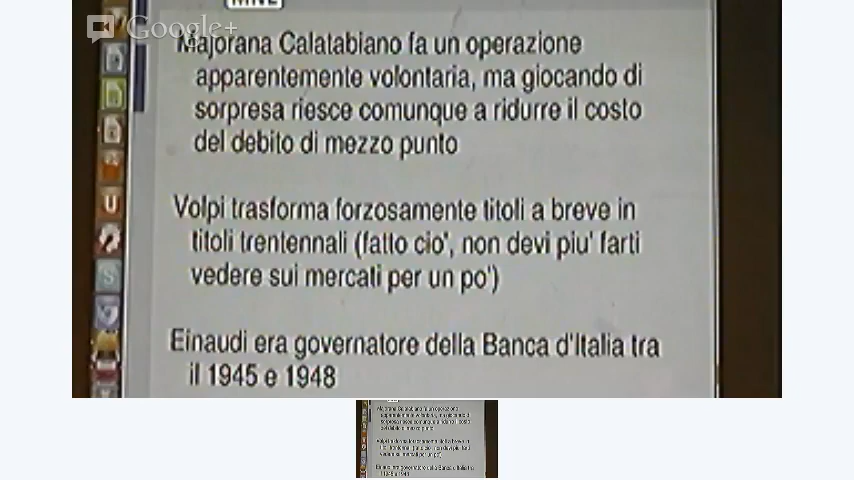 Google+
Majorana Calatabiano fa un operazione
apparentemente volontaria, ma giocando di
sorpresa riesce comunque a ridurre il costo
del debito di mezzo punto
Volpi trasforma forzosamente titoli a breve in
titoli trentennali (fatto cio', non devi piu' farti
vedere sui mercati per un po')
Einaudi era governatore della Banca d'Italia tra
il 1945 e 1948